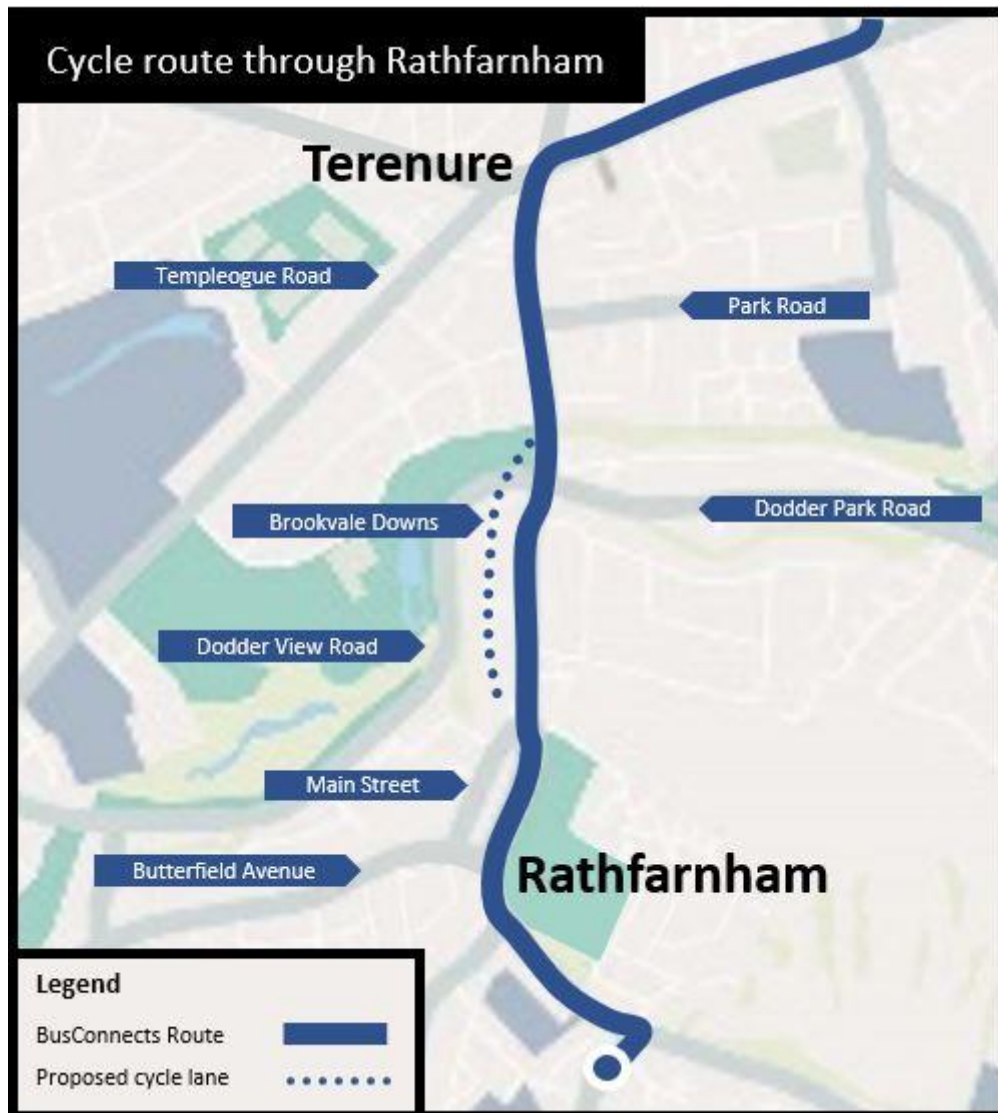 Cycle route through Rathfarnham
Terenure
Templeogue Road
Park Road
Dodder Park Road
Brookvale Downs
Dodder View Road
Main Street
Butterfield Avenue
Rathfarnham
Legend
BusConnects Route
Proposed cycle lane